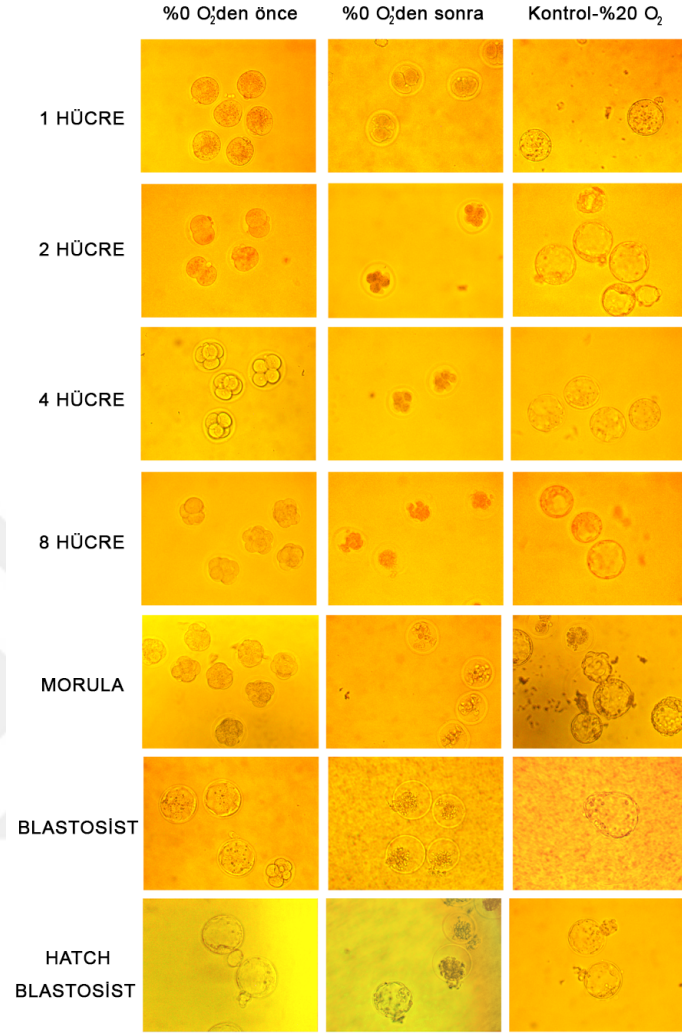 %0 O₂'den önce %0 O₂'den sonra Kontrol-%20 O₂
1 HÜCRE
2 HÜCRE
4 HÜCRE
8 HÜCRE
MORULA
BLASTOSİST
HATCH
BLASTOSİST